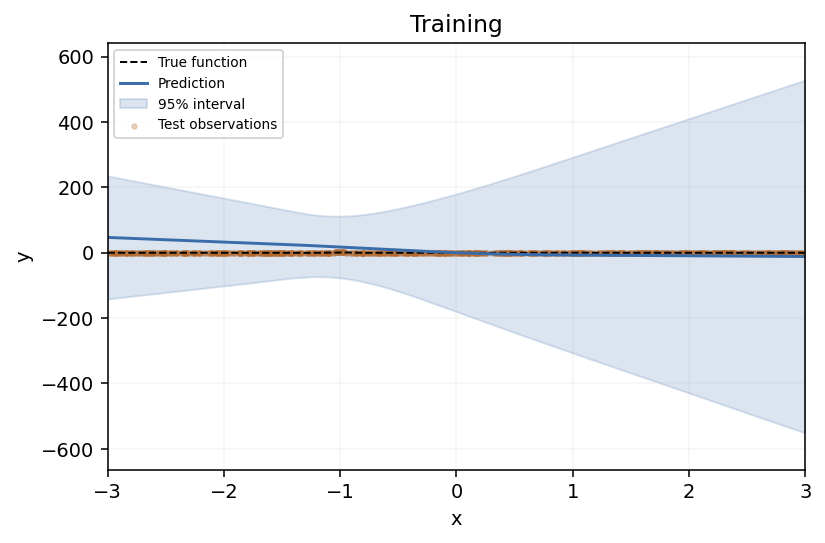 Training
600
400
200
0
−200
−400
−600
y
True function
Prediction
95% interval
Test observations
−3
−2
−1
0
1
2
3
x